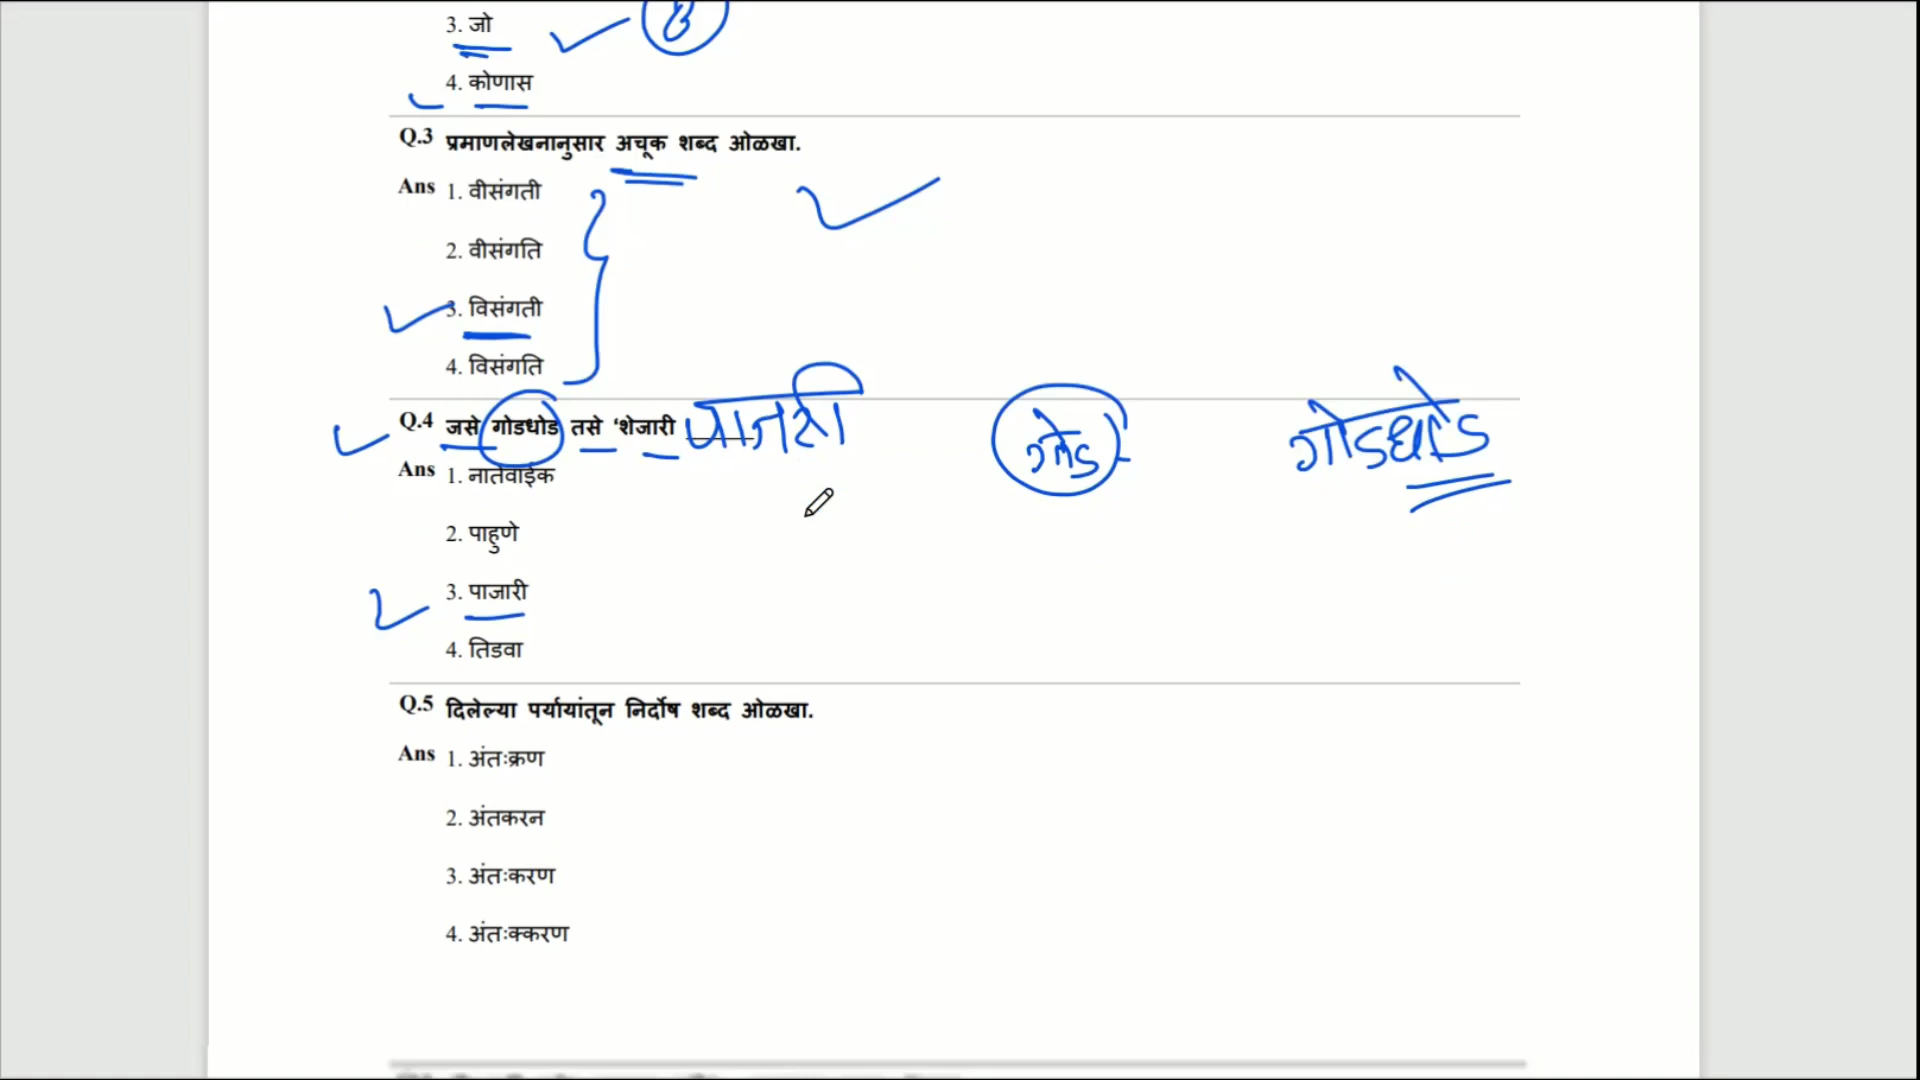 3. जो
4. कोणास
Q.3 प्रमाणलेखनानुसार अचूक शब्द ओळखा.
Ans 1. वीसंगती
2. वीसंगति
3. विसंगती
4. विसंगति
Q.4 जसे गोडधोड तसे 'शेजारी पाजारी गोड गोडधोड
Ans 1. नातेवाईक
2. पाहुणे
3. पाजारी
4. तिडवा
Q.5 दिलेल्या पर्यायांतून निर्दोष शब्द ओळखा.
Ans 1. अंतःक्रण
2. अंतकरन
3. अंतःकरण
4. अंतःक्करण